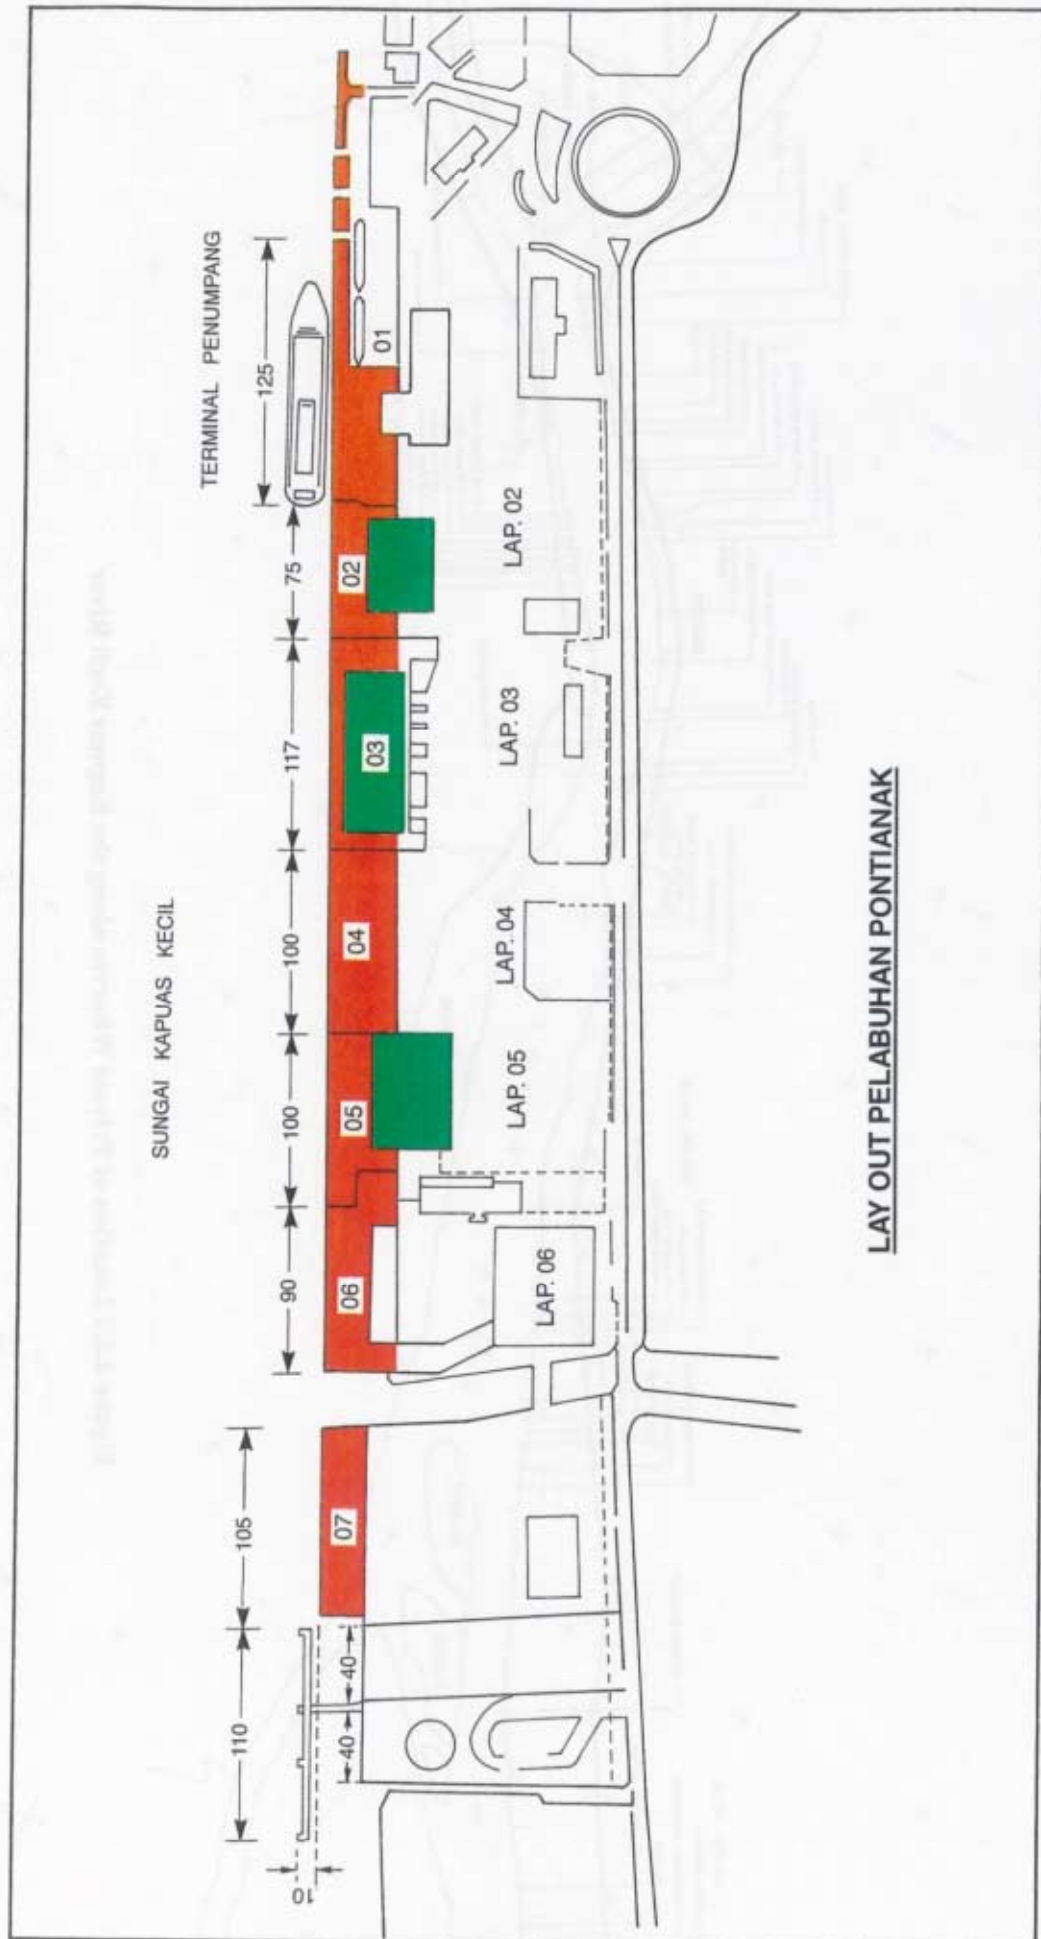 SUNGAI KAPUAS KECIL
TERMINAL PENUMPANG
110
105
90
100
100
117
75
125
10
40
40
07
06
05
04
03
02
01
LAP. 06
LAP. 05
LAP. 04
LAP. 03
LAP. 02
LAY OUT PELABUHAN PONTIANAK